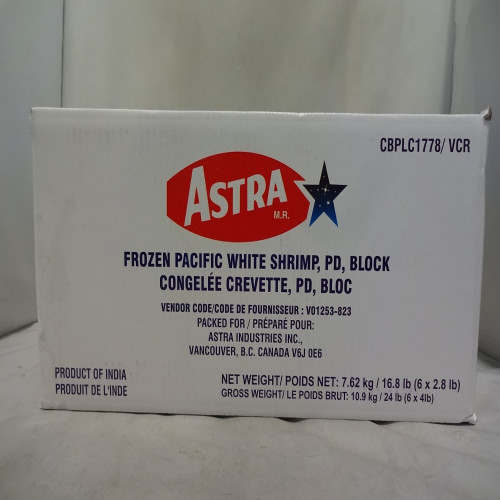 CBPLC1778/ VCR
ASTRA
M.R.
FROZEN PACIFIC WHITE SHRIMP, PD, BLOCK
CONGELÉE CREVETTE, PD, BLOC
VENDOR CODE/CODE DE FOURNISSEUR : V01253-823
PACKED FOR / PRÉPARÉ POUR:
ASTRA INDUSTRIES INC.,
VANCOUVER, B.C. CANADA V6J 0E6
PRODUCT OF INDIA
PRODUIT DE L'INDE
NET WEIGHT/ POIDS NET: 7.62 kg / 16.8 lb (6 x 2.8 lb)
GROSS WEIGHT/ LE POIDS BRUT: 10.9 kg / 24 lb (6 x 4lb)